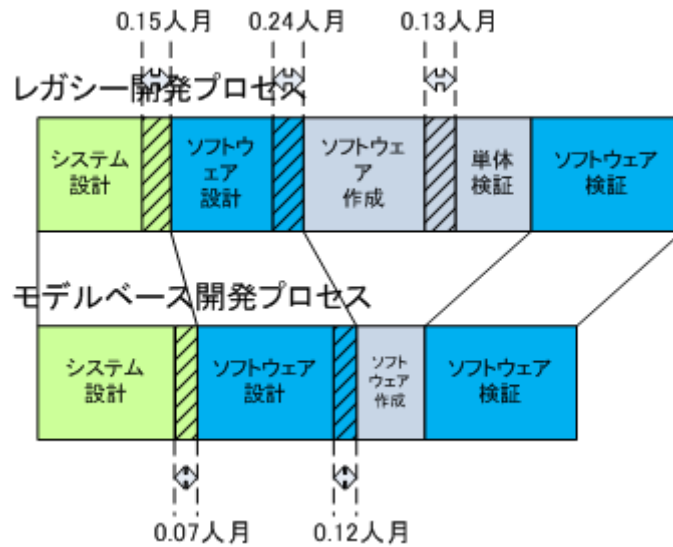 0.15人月 0.24人月 0.13人月
レガシー開発プロセス
システム
設計
ソフトウ
ェア
設計
ソフトウェ
ア
作成
単体
検証
ソフトウェア
検証
モデルベース開発プロセス
システム
設計
ソフトウェア
設計
ソフト
ウェア
作成
ソフトウェア
検証
0.07人月 0.12人月